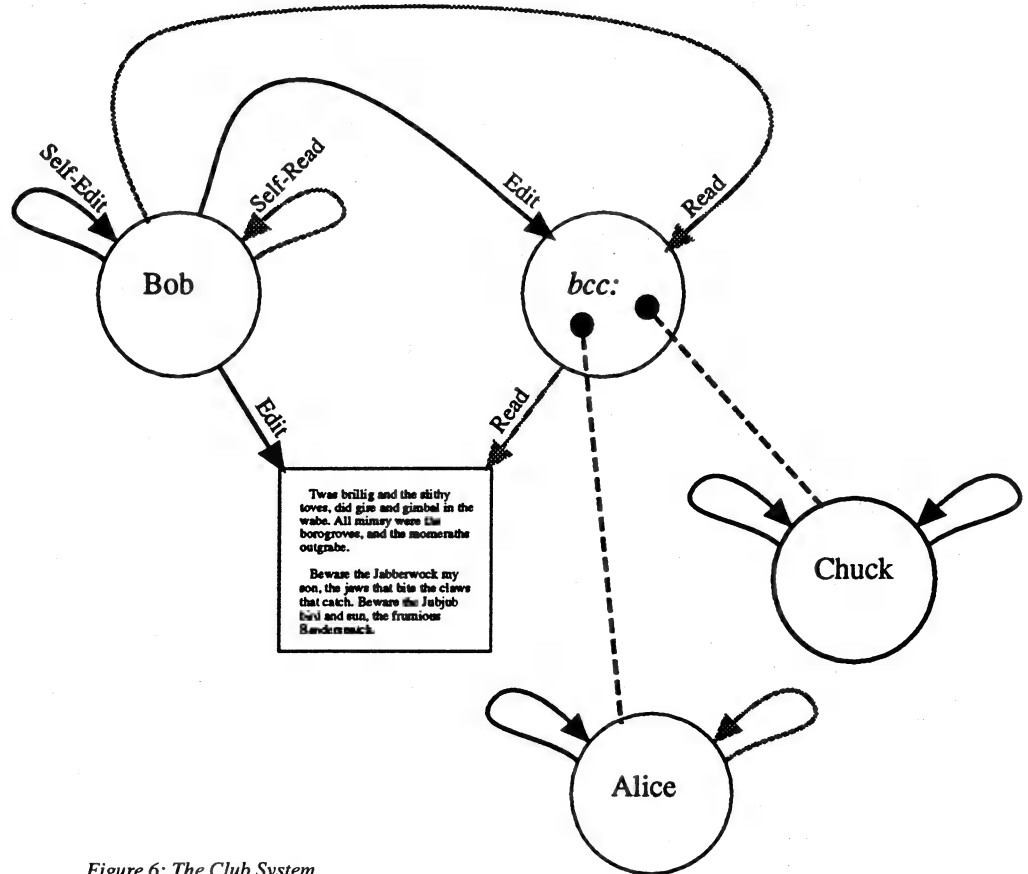 Self-Edit
Self-Read
Edit
Read
Bob
bcc:
Edit
Read
Twas brillig and the slithy
toves, did gire and gimbal in the
wabe. All mimsy were the
borogroves, and the momeraths
outgrabe.
Beware the Jabberwock my
son, the jaws that bite the claws
that catch. Beware the Jubjub
bird and sun, the frumious
Chuck
Alice
Figure 6: The Club System